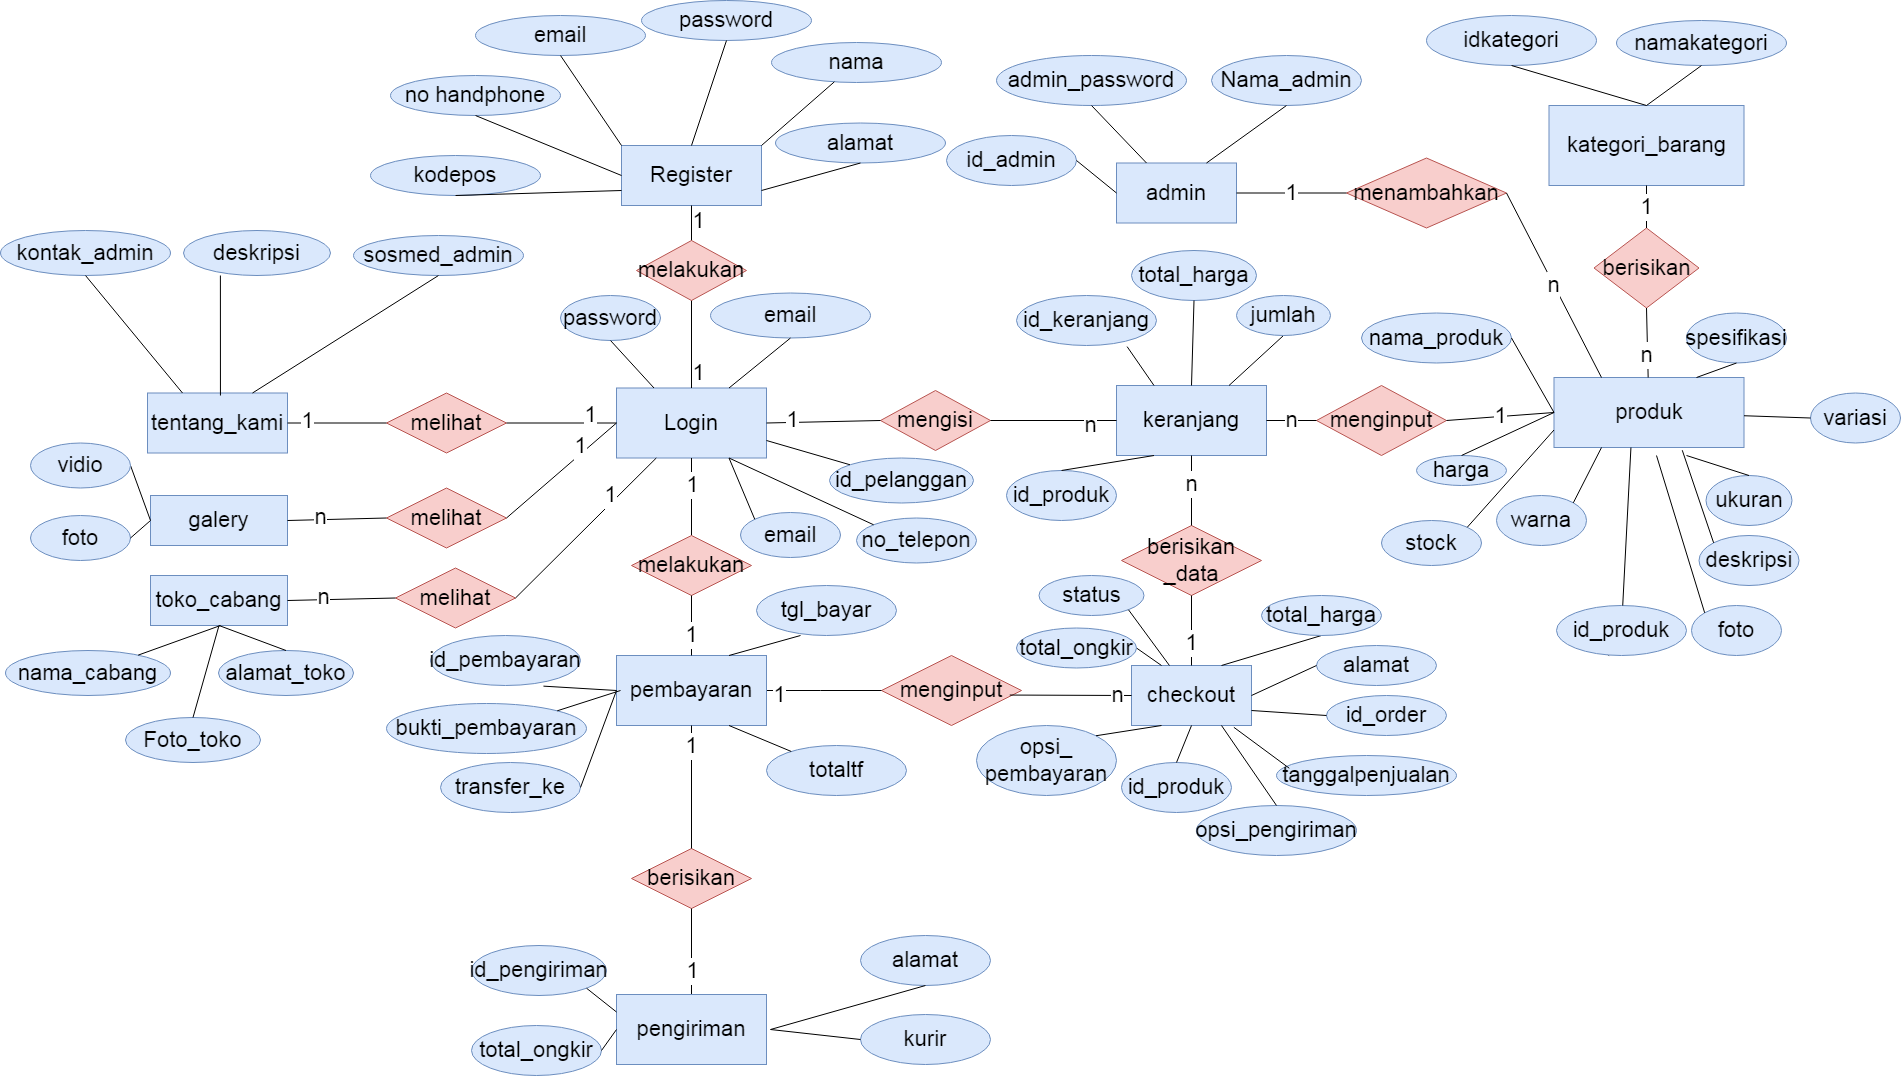 password
email
nama
no handphone
alamat
kodepos
Register
1
melakukan
1
idkategori
namakategori
kategori_barang
1
berisikan
n
admin_password
Nama_admin
id_admin
admin
1
menambahkan
n
kontak_admin
deskripsi
sosmed_admin
tentang_kami
1
melihat
1
password
email
Login
id_pelanggan
email
no_telepon
1
mengisi
n
total_harga
id_keranjang
jumlah
keranjang
id_produk
n
menginput
1
nama_produk
spesifikasi
produk
variasi
harga
stock
warna
ukuran
deskripsi
id_produk
foto
vidio
foto
galery
n
melihat
1
toko_cabang
n
melihat
1
nama_cabang
alamat_toko
Foto_toko
1
melakukan
1
n
berisikan
_data
1
tgl_bayar
id_pembayaran
pembayaran
bukti_pembayaran
transfer_ke
totaltf
1
menginput
n
status
total_harga
total_ongkir
alamat
checkout
id_order
opsi_
pembayaran
id_produk
tanggalpenjualan
opsi_pengiriman
1
berisikan
1
id_pengiriman
alamat
pengiriman
total_ongkir
kurir